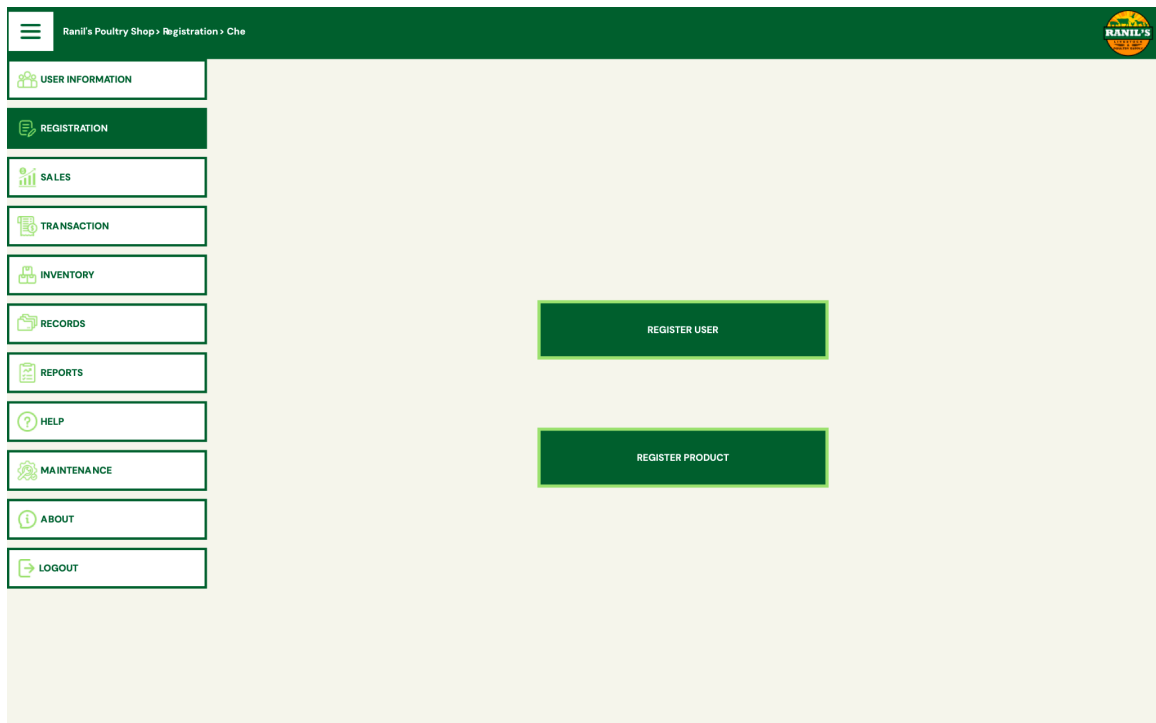 Ranil's Poultry Shop > Registration > Che
RANIL'S
USER INFORMATION
REGISTRATION
SALES
TRANSACTION
INVENTORY
RECORDS
REPORTS
HELP
MAINTENANCE
ABOUT
LOGOUT
REGISTER USER
REGISTER PRODUCT